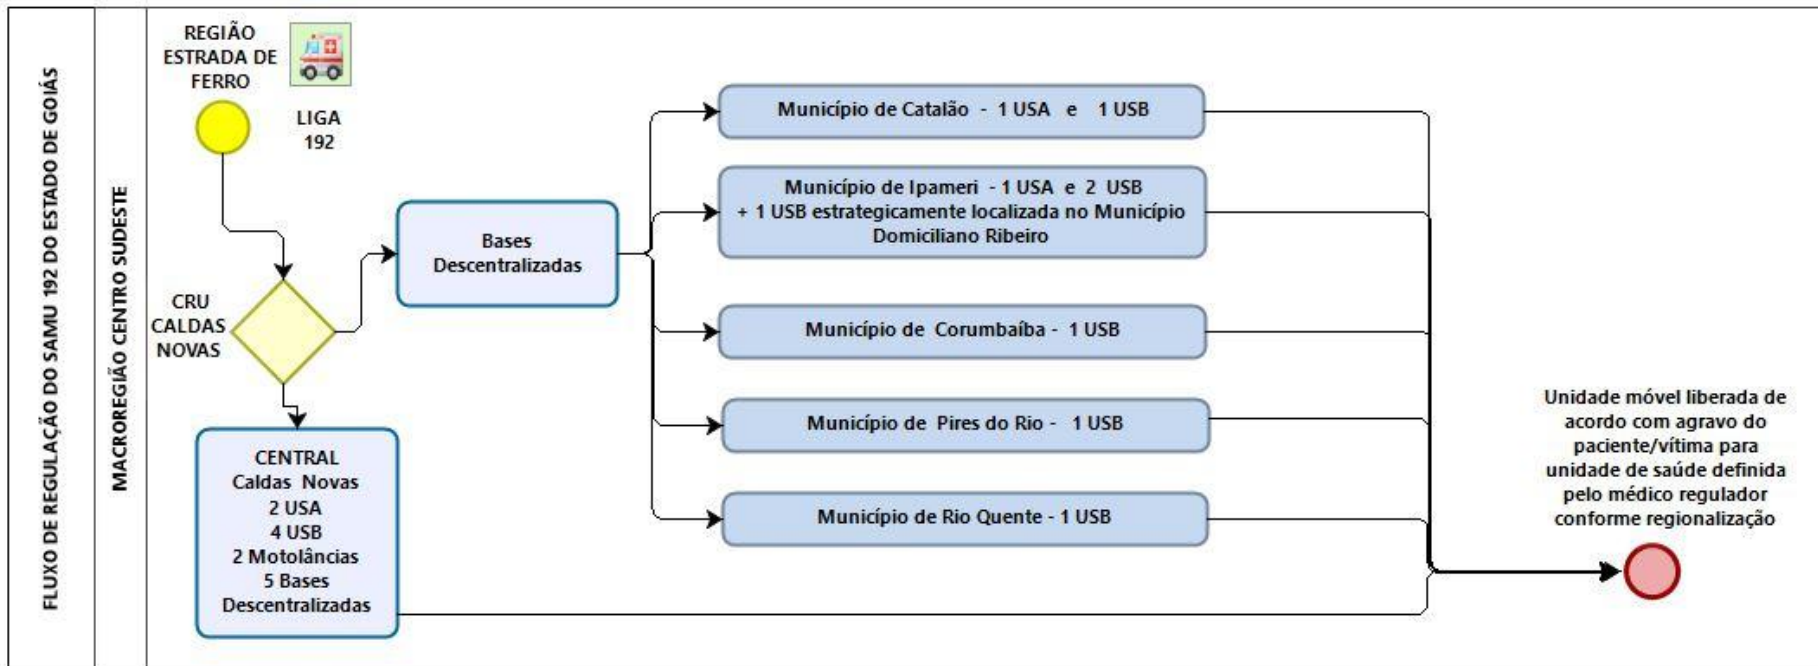 FLUXO DE REGULAÇÃO DO SAMU 192 DO ESTADO DE GOIÁS
MACROREGIÃO CENTRO SUDESTE
REGIÃO
ESTRADA DE
FERRO
LIGA
192
CRU
CALDAS
NOVAS
CENTRAL
Caldas Novas
2 USA
4 USB
2 Motolâncias
5 Bases
Descentralizadas
Bases
Descentralizadas
Município de Catalão - 1 USA e 1 USB
Município de Ipameri - 1 USA e 2 USB
+ 1 USB estrategicamente localizada no Município
Domiciliano Ribeiro
Município de Corumbaíba - 1 USB
Município de Pires do Rio - 1 USB
Município de Rio Quente - 1 USB
Unidade móvel liberada de
acordo com agravo do
paciente/vítima para
unidade de saúde definida
pelo médico regulador
conforme regionalização